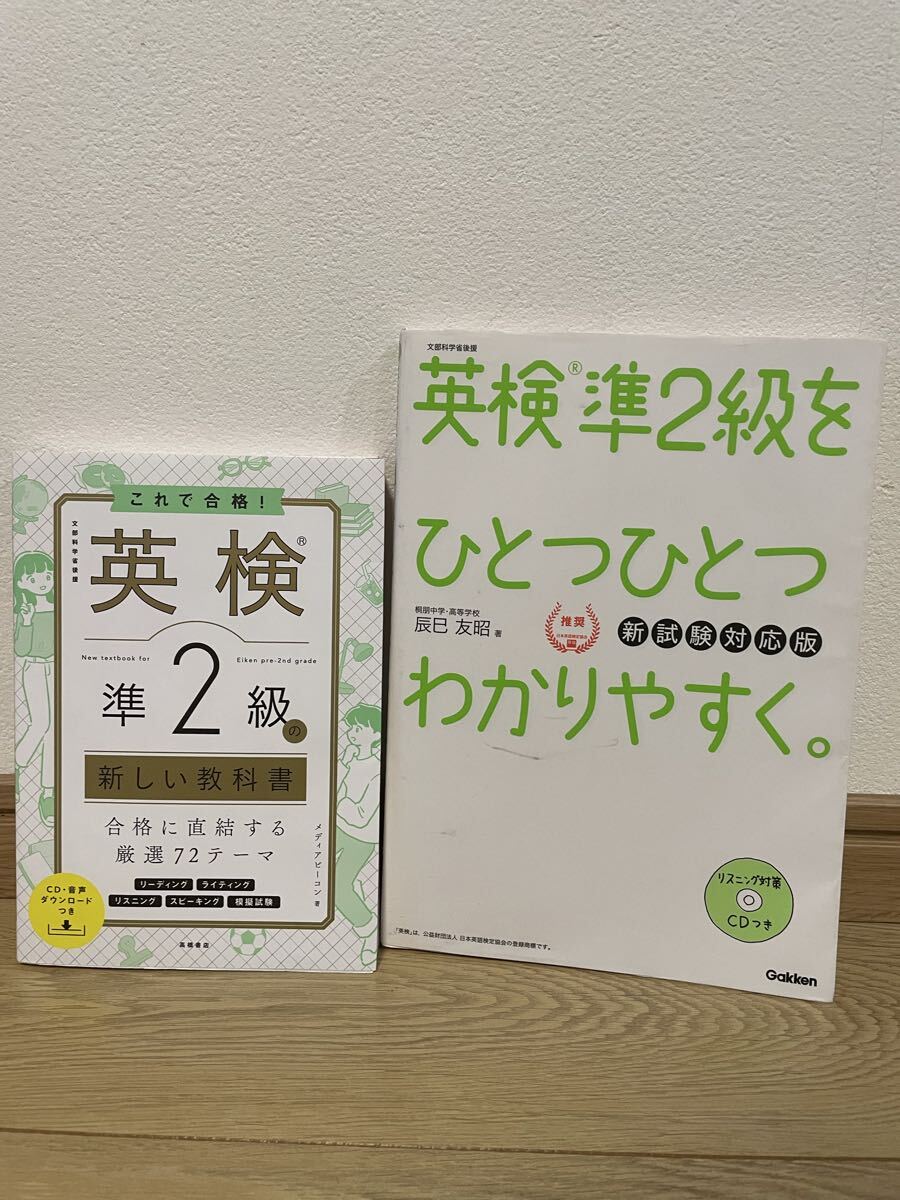 これで合格!
文部科学省後援
英検®
New textbook for
Eiken pre-2nd grade
準2級の
新しい教科書
合格に直結する
厳選72テーマ
メディアビーコン 著
リーディング ライティング
リスニング スピーキング 模擬試験
CD・音声
ダウンロード
つき
高橋書店
文部科学省後援
英検®準2級を
ひとつひとつ
桐朋中学・高等学校
辰巳 友昭 著
推奨
日本英語検定協会
新試験対応版
わかりやすく。
リスニング対策
CDつき
「英検」は、公益財団法人 日本英語検定協会の登録商標です。
Gakken